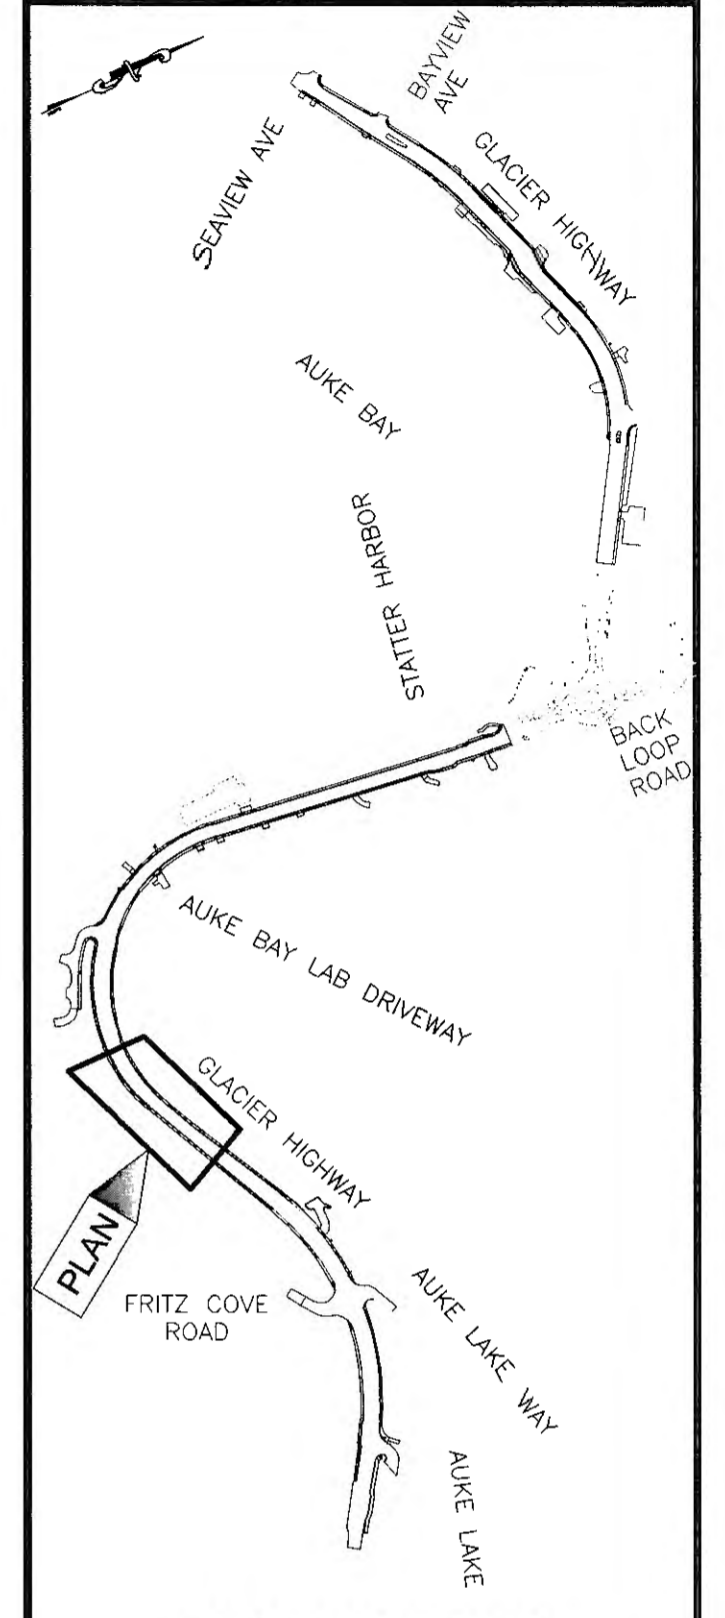 BAYVIEW
AVE
SEAVIEW AVE
GLACIER HIGHWAY
AUKE BAY
STATTER HARBOR
BACK
LOOP
ROAD
AUKE BAY LAB DRIVEWAY
GLACIER HIGHWAY
PLAN
FRITZ COVE
ROAD
AUKE LAKE WAY
AUKE LAKE